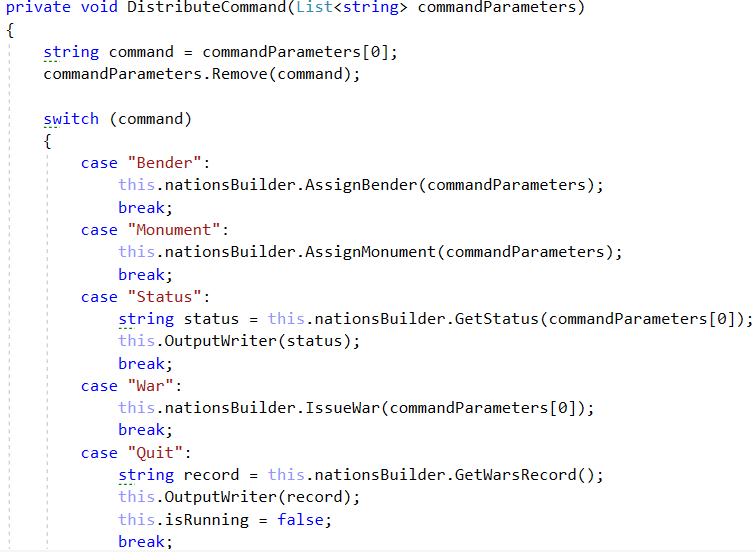 private void DistributeCommand(List<string> commandParameters)
{
    string command = commandParameters[0];
    commandParameters.Remove(command);

    switch (command)
    {
        case "Bender":
            this.nationsBuilder.AssignBender(commandParameters);
            break;
        case "Monument":
            this.nationsBuilder.AssignMonument(commandParameters);
            break;
        case "Status":
            string status = this.nationsBuilder.GetStatus(commandParameters[0]);
            this.OutputWriter(status);
            break;
        case "War":
            this.nationsBuilder.IssueWar(commandParameters[0]);
            break;
        case "Quit":
            string record = this.nationsBuilder.GetWarsRecord();
            this.OutputWriter(record);
            this.isRunning = false;
            break;